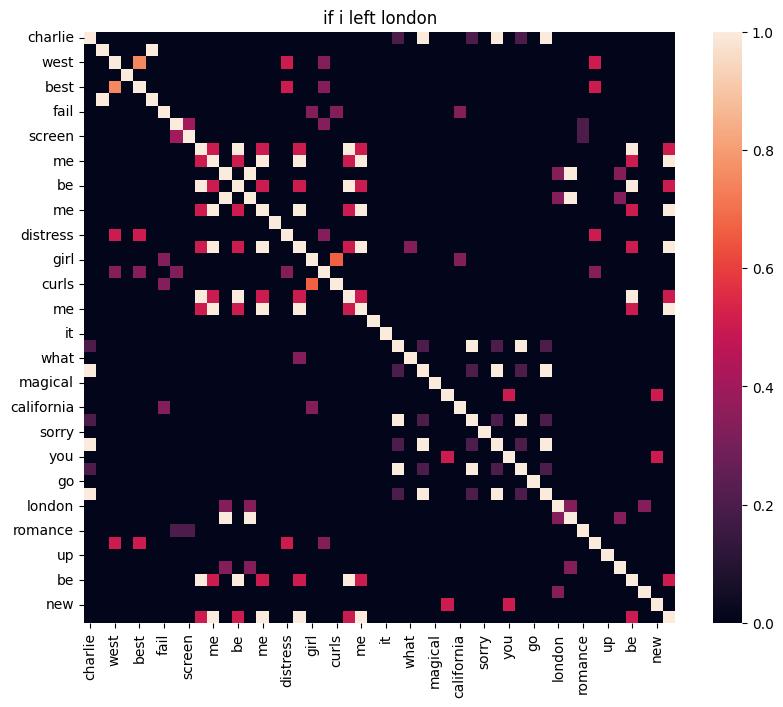 if i left london
charlie
west
best
fail
screen
me
be
me
distress
girl
curls
me
it
what
magical
california
sorry
you
go
london
romance
up
be
new
charlie
west
best
fail
screen
me
be
me
distress
girl
curls
me
it
what
magical
california
sorry
you
go
london
romance
up
be
new
1.0
0.8
0.6
0.4
0.2
0.0